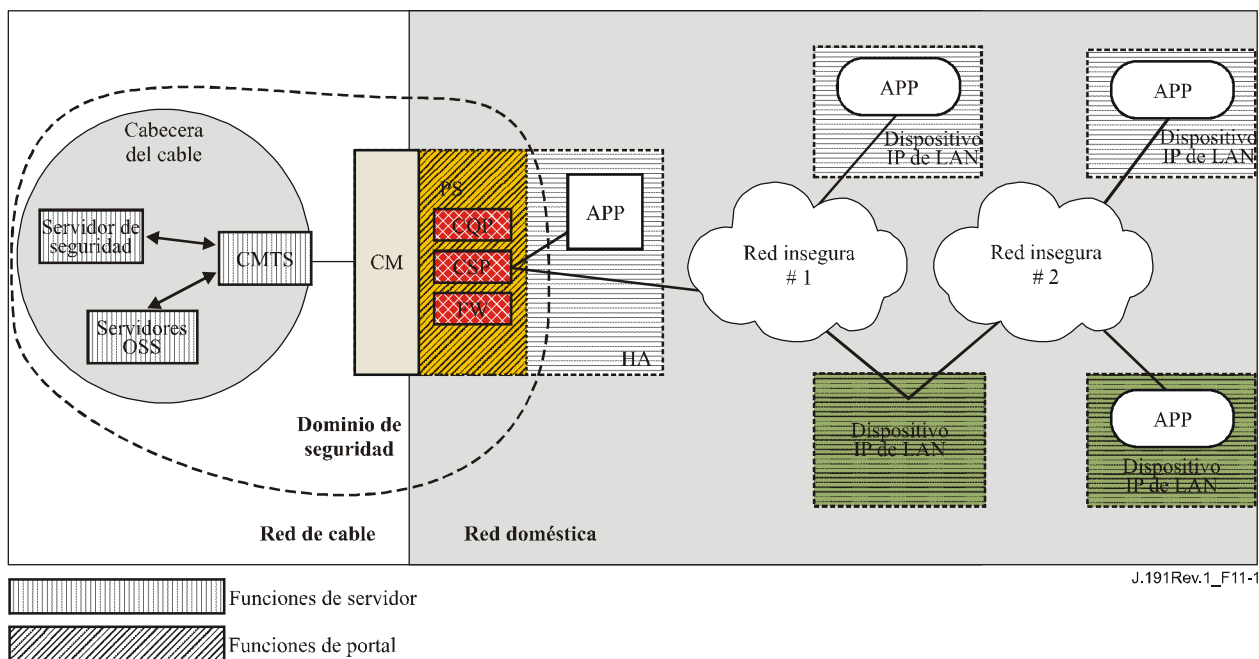 Cabecera
del cable
Servidor de
seguridad
CMTS
Servidores
OSS
CM
PS
CQP
CSP
FW
APP
HA
APP
Dispositivo
IP de LAN
APP
Dispositivo
IP de LAN
Red insegura
# 1
Red insegura
# 2
Dispositivo
IP de LAN
APP
Dispositivo
IP de LAN
Dominio de
seguridad
Red de cable
Red doméstica
J.191Rev.1_F11-1
Funciones de servidor
Funciones de portal